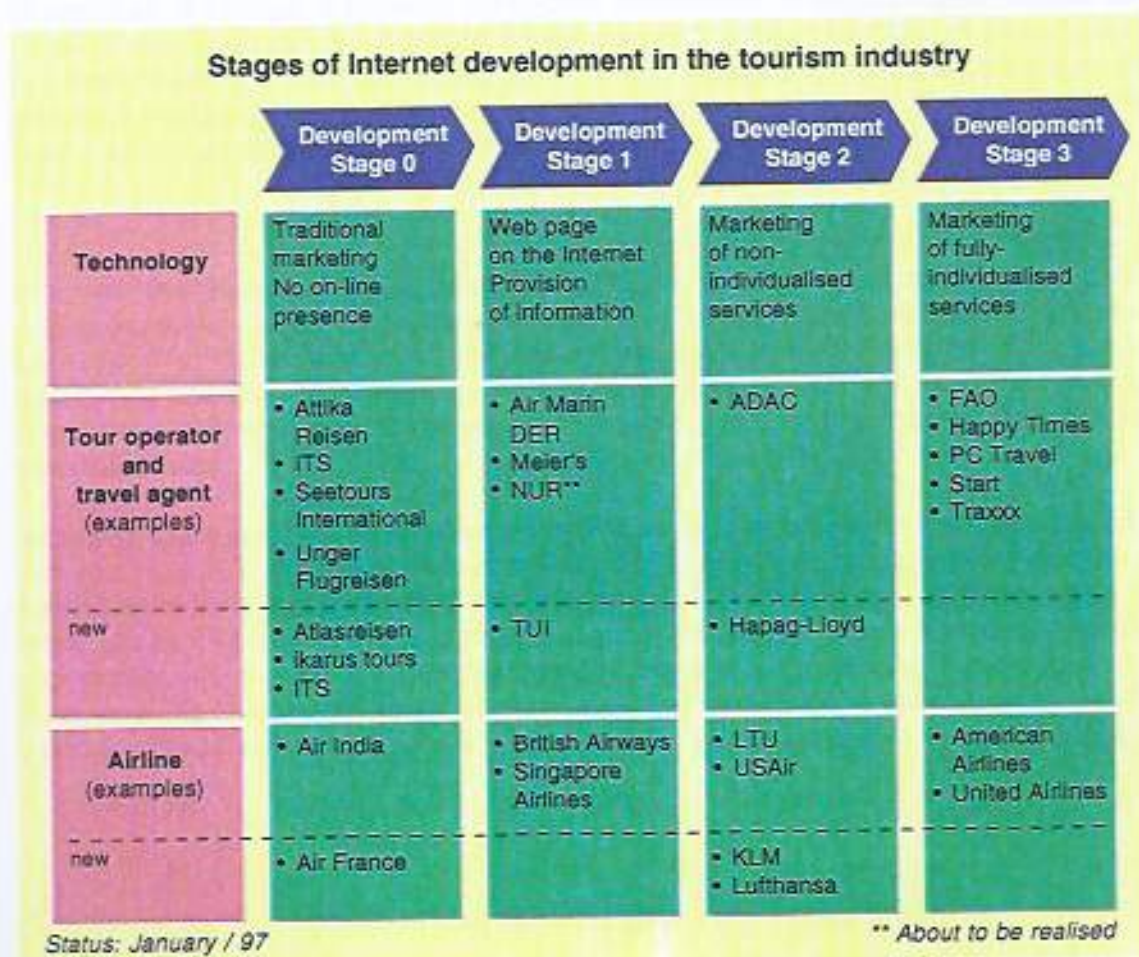 Stages of Internet development in the tourism industry
Development
Stage 0
Development
Stage 1
Development
Stage 2
Development
Stage 3
Technology
Traditional
marketing
No on-line
presence
Web page
on the Internet
Provision
of information
Marketing
of non-
individualised
services
Marketing
of fully-
individualised
services
Tour operator
and
travel agent
(examples)
• Attika
Reisen
• ITS
• Seetours
International
• Unger
Flugreisen
• Air Marin
DER
• Meier's
• NUR**
• ADAC
• FAO
• Happy Times
• PC Travel
• Start
• Traxxx
new
• Atlasreisen
• Ikarus tours
• ITS
• TUI
• Hapag-Lloyd
Airline
(examples)
• Air India
• British Airways
• Singapore
Airlines
• LTU
• USAir
• American
Airlines
• United Airlines
new
• Air France
• KLM
• Lufthansa
Status: January / 97
** About to be realised